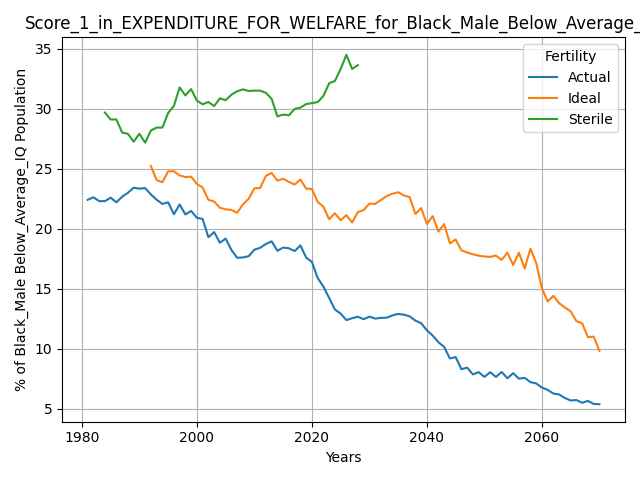 Score_1_in_EXPENDITURE_FOR_WELFARE_for_Black_Male_Below_Average_
% of Black_Male Below_Average_IQ Population
35
30
25
20
15
10
5
Fertility
Actual
Ideal
Sterile
1980
2000
2020
2040
2060
Years